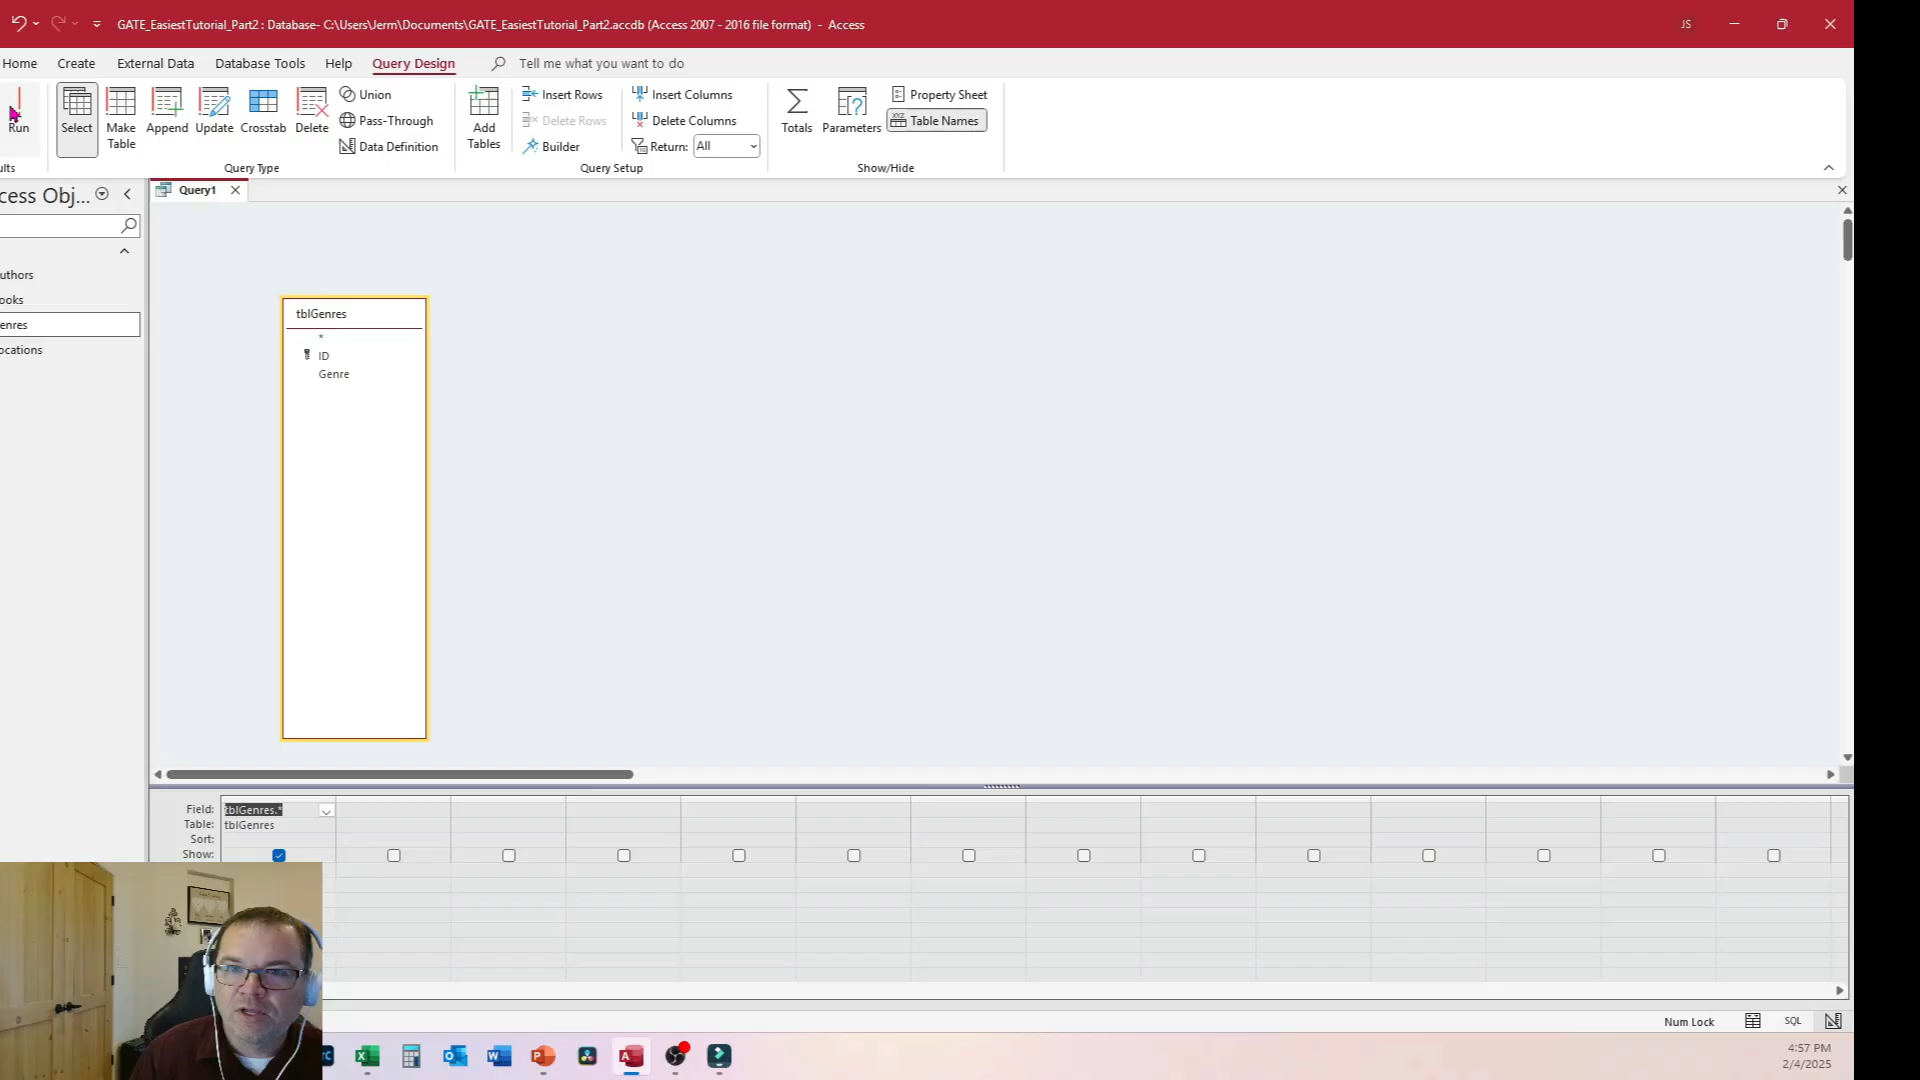 GATE_EasiestTutorial_Part2 : Database- C:\Users\Jerm\Documents\GATE_EasiestTutorial_Part2.accdb (Access 2007 - 2016 file format) - Access
JS
Home
Create
External Data
Database Tools
Help
Query Design
Tell me what you want to do
Run
Select
Make Table
Append
Update
Crosstab
Delete
Union
Pass-Through
Data Definition
Add Tables
Insert Rows
Delete Rows
Builder
Insert Columns
Delete Columns
Return: All
Totals
Parameters
Property Sheet
Table Names
ults
Query Type
Query Setup
Show/Hide
cess Obj...
Query1
uthors
ooks
enres
ocations
tblGenres
*
ID
Genre
Field: tblGenres.*
Table: tblGenres
Sort:
Show:
Num Lock
SQL
4:57 PM
2/4/2025